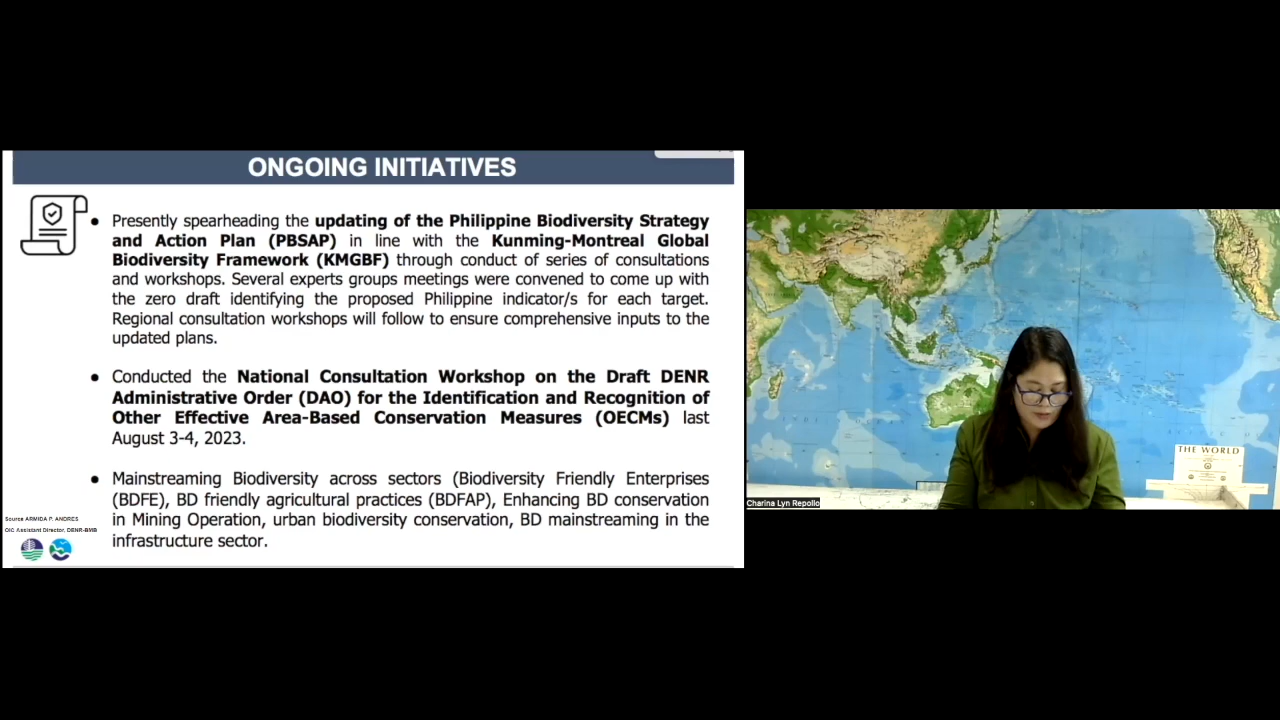 ONGOING INITIATIVES
● Presently spearheading the updating of the Philippine Biodiversity Strategy
and Action Plan (PBSAP) in line with the Kunming-Montreal Global
Biodiversity Framework (KMGBF) through conduct of series of consultations
and workshops. Several experts groups meetings were convened to come up with
the zero draft identifying the proposed Philippine indicator/s for each target.
Regional consultation workshops will follow to ensure comprehensive inputs to the
updated plans.
● Conducted the National Consultation Workshop on the Draft DENR
Administrative Order (DAO) for the Identification and Recognition of
Other Effective Area-Based Conservation Measures (OECMs) last
August 3-4, 2023.
● Mainstreaming Biodiversity across sectors (Biodiversity Friendly Enterprises
(BDFE), BD friendly agricultural practices (BDFAP), Enhancing BD conservation
in Mining Operation, urban biodiversity conservation, BD mainstreaming in the
infrastructure sector.
Source ARMIDA P. ANDRES
OIC Assistant Director, DENR-BMB
THE WORLD
Charina Lyn Repollo